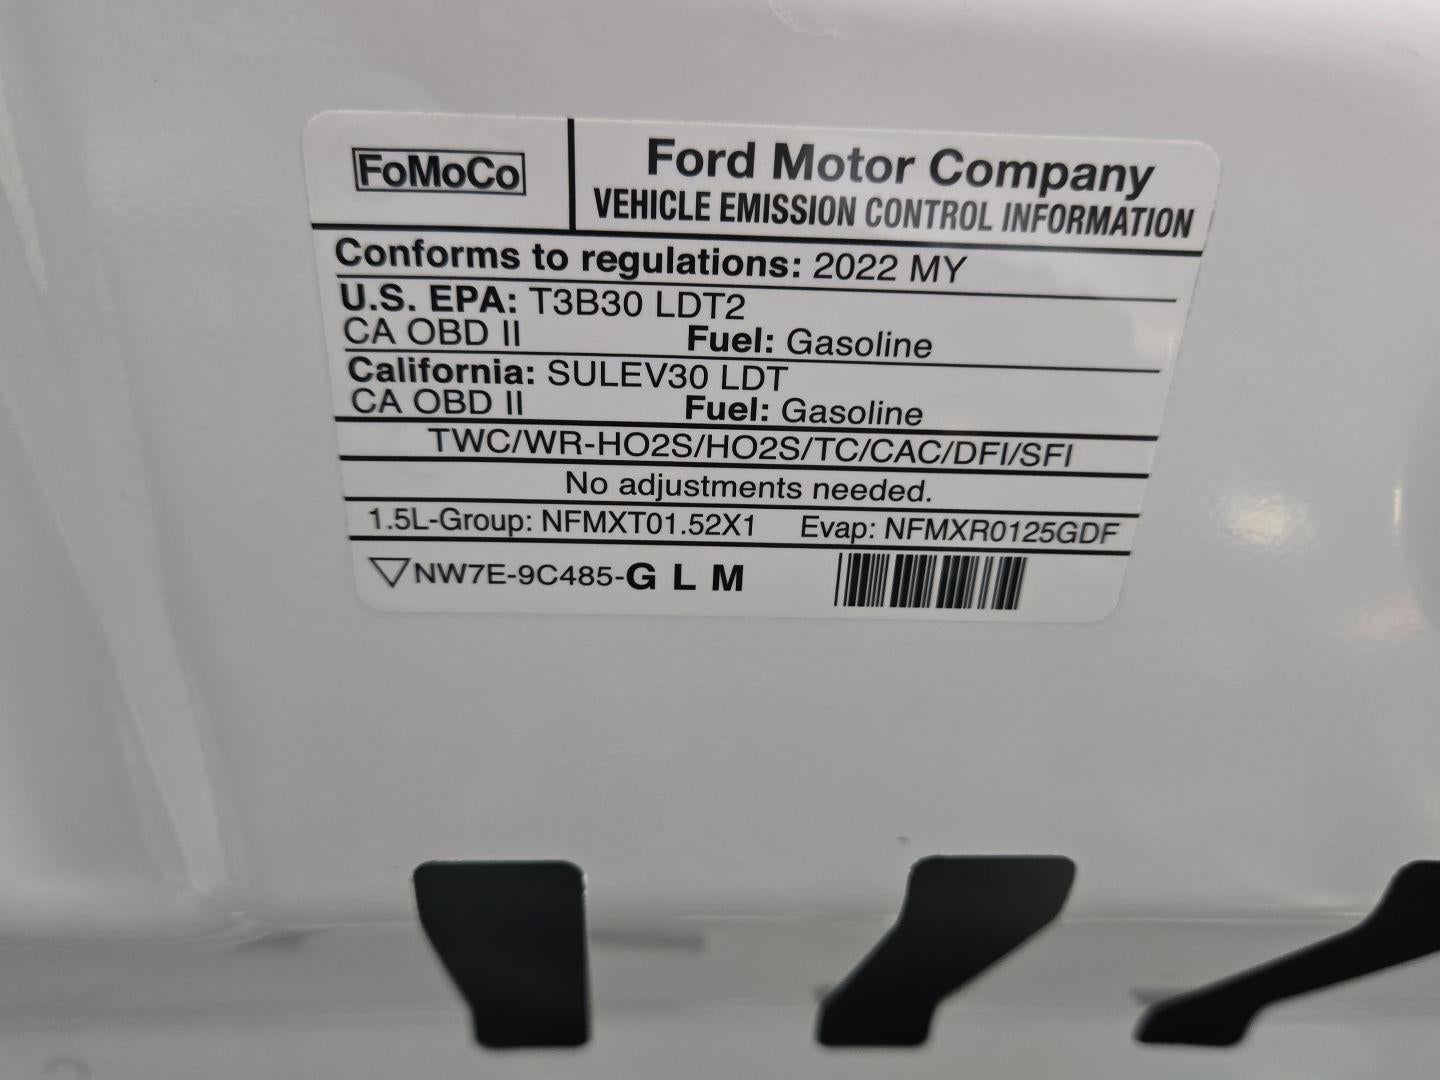 FoMoCo
Ford Motor Company
VEHICLE EMISSION CONTROL INFORMATION
Conforms to regulations: 2022 MY
U.S. EPA: T3B30 LDT2
CA OBD II Fuel: Gasoline
California: SULEV30 LDT
CA OBD II Fuel: Gasoline
TWC/WR-HO2S/HO2S/TC/CAC/DFI/SFI
No adjustments needed.
1.5L-Group: NFMXT01.52X1 Evap: NFMXR0125GDF
NW7E-9C485-G L M